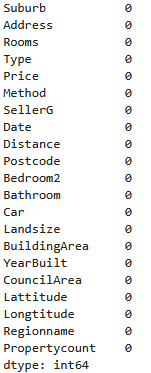 Suburb 0
Address 0
Rooms 0
Type 0
Price 0
Method 0
SellerG 0
Date 0
Distance 0
Postcode 0
Bedroom2 0
Bathroom 0
Car 0
Landsize 0
BuildingArea 0
YearBuilt 0
CouncilArea 0
Lattitude 0
Longtitude 0
Regionname 0
Propertycount 0
dtype: int64